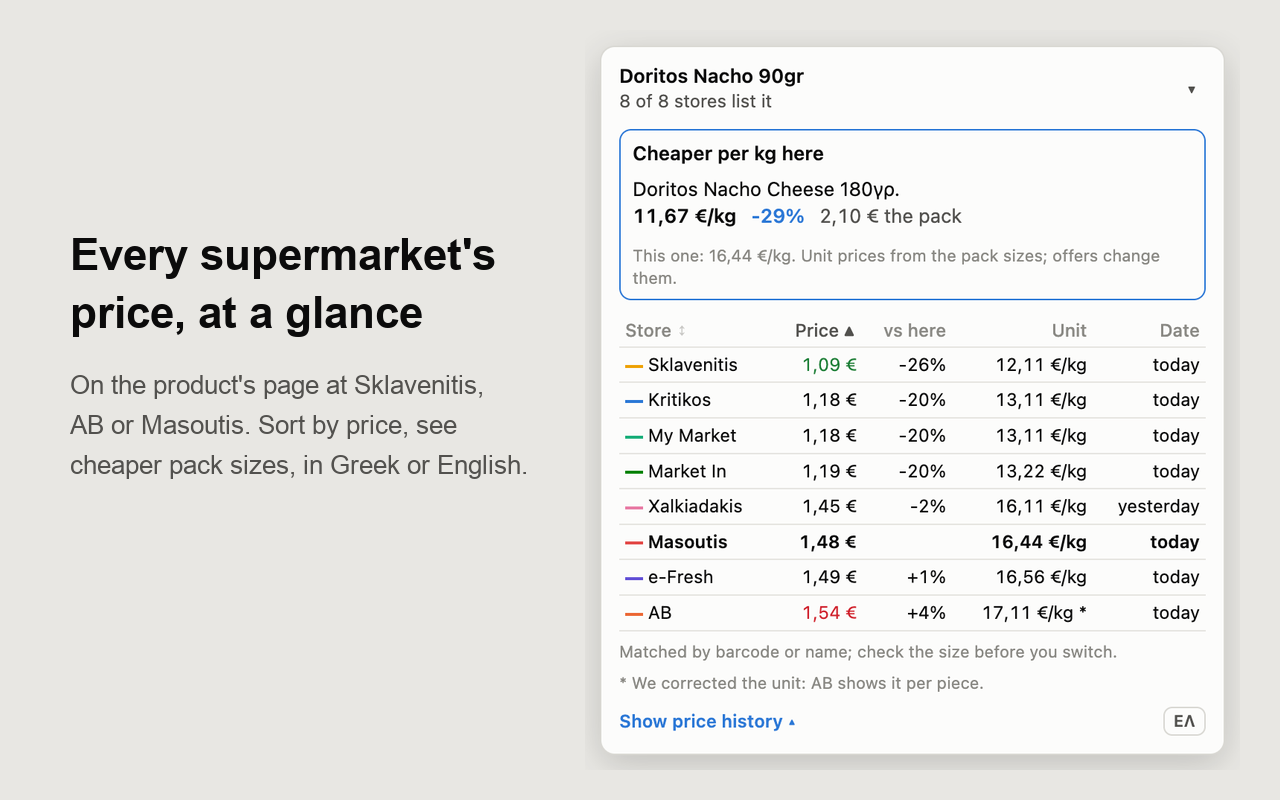 Every supermarket's
price, at a glance
On the product's page at Sklavenitis,
AB or Masoutis. Sort by price, see
cheaper pack sizes, in Greek or English.
Doritos Nacho 90gr
8 of 8 stores list it
▼
Cheaper per kg here
Doritos Nacho Cheese 180γρ.
11,67 €/kg -29% 2,10 € the pack
This one: 16,44 €/kg. Unit prices from the pack sizes; offers change
them.
Store ↕ Price ▲ vs here Unit Date
Sklavenitis 1,09 € -26% 12,11 €/kg today
Kritikos 1,18 € -20% 13,11 €/kg today
My Market 1,18 € -20% 13,11 €/kg today
Market In 1,19 € -20% 13,22 €/kg today
Xalkiadakis 1,45 € -2% 16,11 €/kg yesterday
Masoutis 1,48 € 16,44 €/kg today
e-Fresh 1,49 € +1% 16,56 €/kg today
AB 1,54 € +4% 17,11 €/kg * today
Matched by barcode or name; check the size before you switch.
* We corrected the unit: AB shows it per piece.
Show price history ▲
ΕΛ